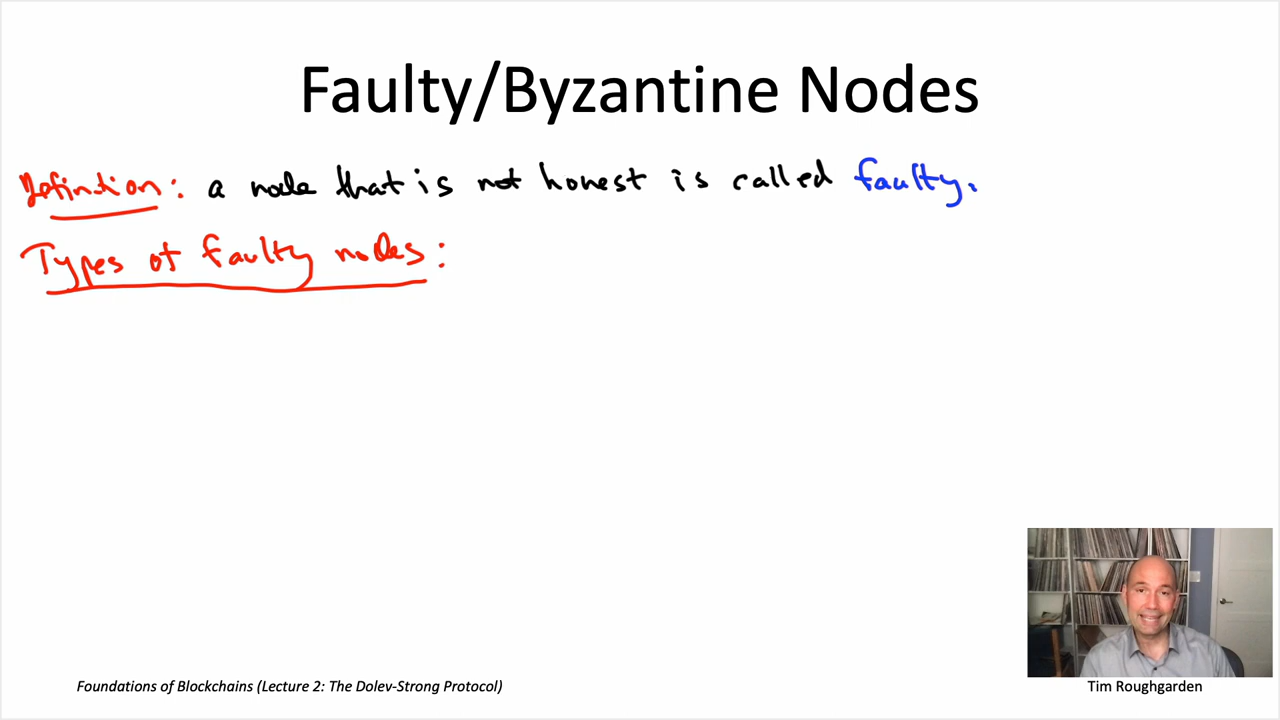 Faulty/Byzantine Nodes
Definition: a node that is not honest is called faulty.
Types of faulty nodes:
Foundations of Blockchains (Lecture 2: The Dolev-Strong Protocol)
Tim Roughgarden